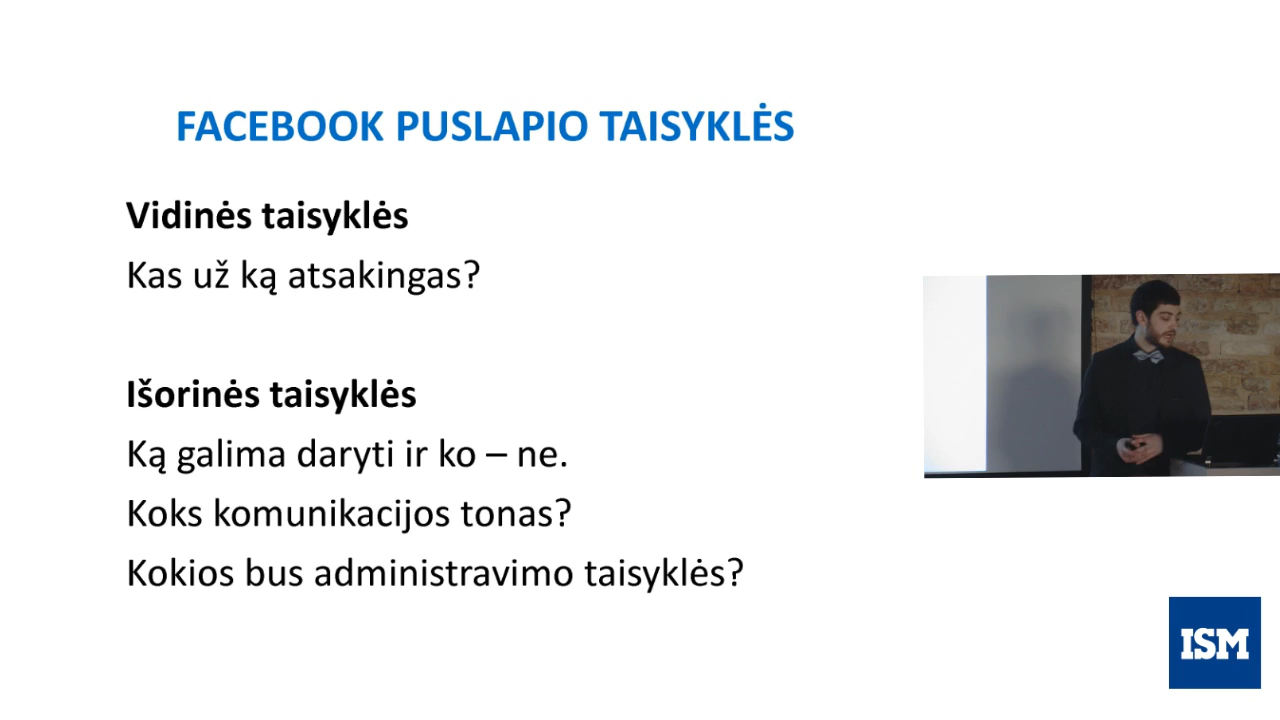 FACEBOOK PUSLAPIO TAISYKLĖS
Vidinės taisyklės
Kas už ką atsakingas?
Išorinės taisyklės
Ką galima daryti ir ko – ne.
Koks komunikacijos tonas?
Kokios bus administravimo taisyklės?
ISM